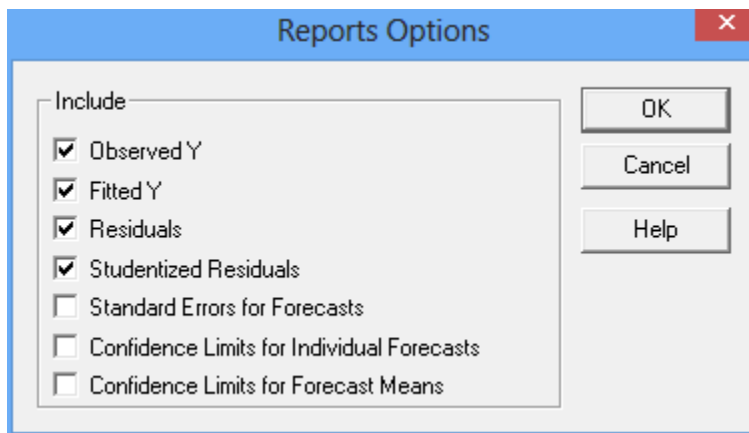 Reports Options
Include
Observed Y
Fitted Y
Residuals
Studentized Residuals
Standard Errors for Forecasts
Confidence Limits for Individual Forecasts
Confidence Limits for Forecast Means
OK
Cancel
Help